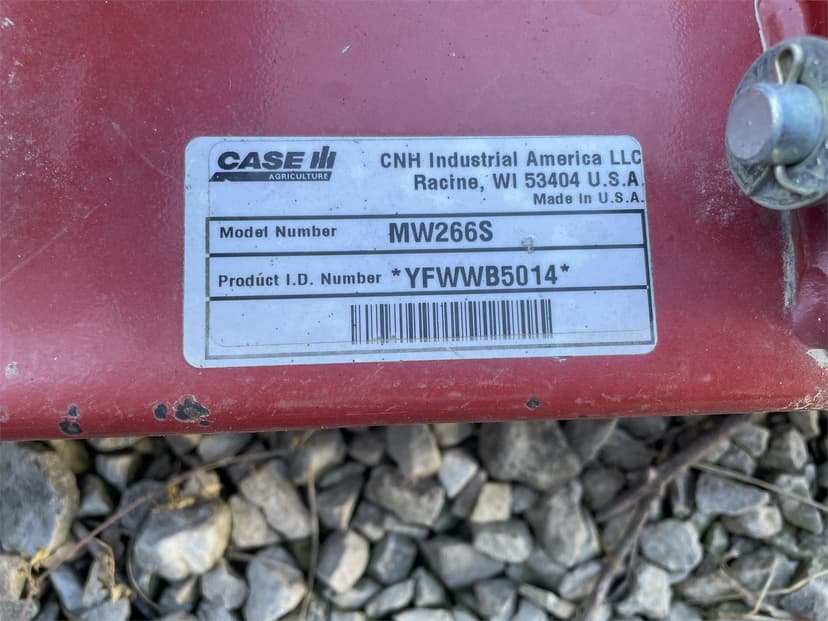 CASE IH
AGRICULTURE
CNH Industrial America LLC
Racine, WI 53404 U.S.A.
Made In U.S.A.
Model Number MW266S
Product I.D. Number *YFWWB5014*